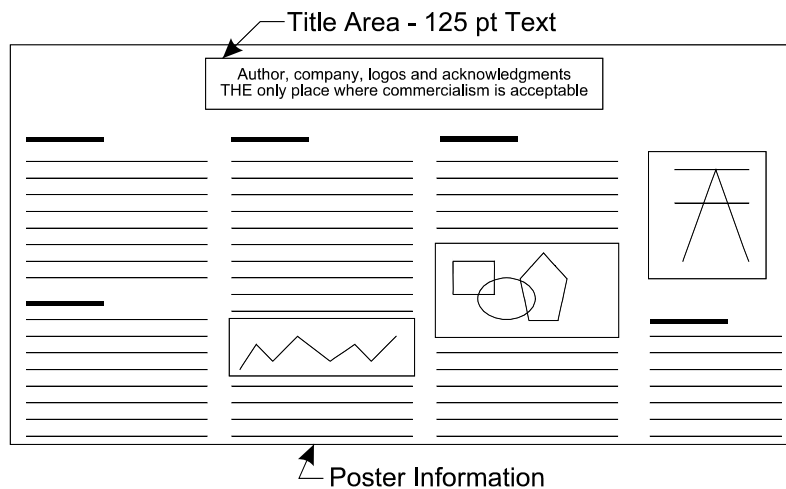 Title Area - 125 pt Text
Author, company, logos and acknowledgments
THE only place where commercialism is acceptable
Poster Information